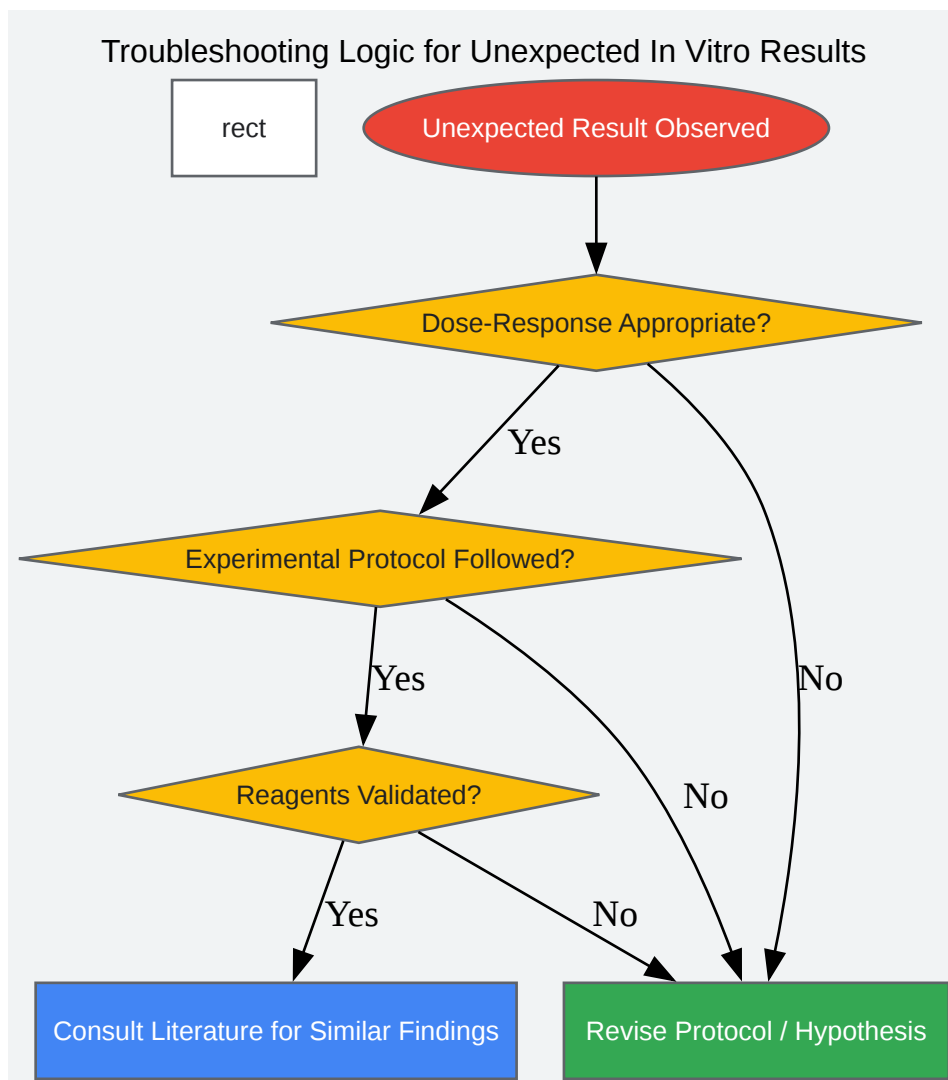 Troubleshooting Logic for Unexpected In Vitro Results
rect
Unexpected Result Observed
Dose-Response Appropriate?
Yes
Experimental Protocol Followed?
Yes
No
Reagents Validated?
No
Yes
No
Consult Literature for Similar Findings
Revise Protocol / Hypothesis